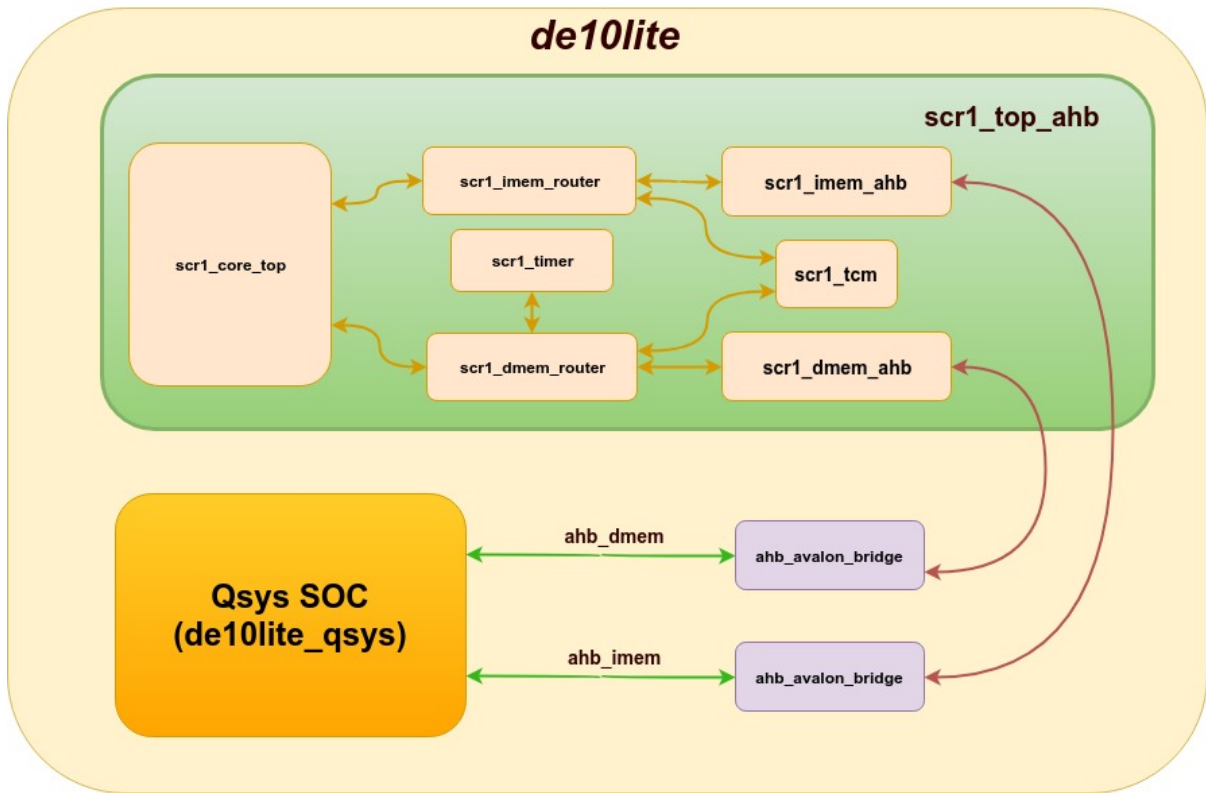 de10lite
scr1_top_ahb
scr1_core_top
scr1_imem_router
scr1_imem_ahb
scr1_timer
scr1_tcm
scr1_dmem_router
scr1_dmem_ahb
Qsys SOC
(de10lite_qsys)
ahb_dmem
ahb_avalon_bridge
ahb_imem
ahb_avalon_bridge